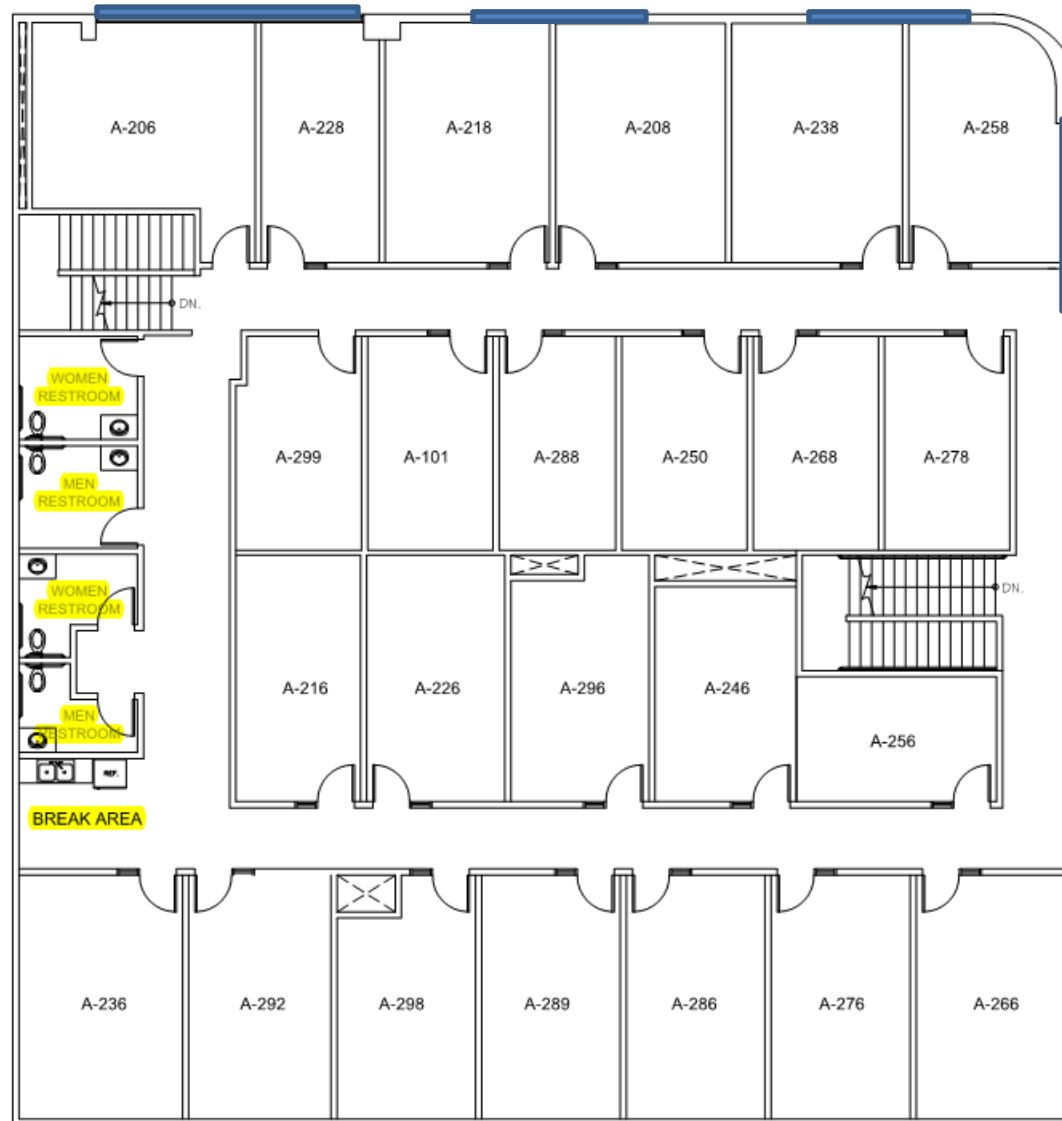 A-206
A-228
A-218
A-208
A-238
A-258
DN.
WOMEN
RESTROOM
MEN
RESTROOM
A-299
A-101
A-288
A-250
A-268
A-278
WOMEN
RESTROOM
DN.
MEN
RESTROOM
A-216
A-226
A-296
A-246
A-256
REF.
BREAK AREA
A-236
A-292
A-298
A-289
A-286
A-276
A-266